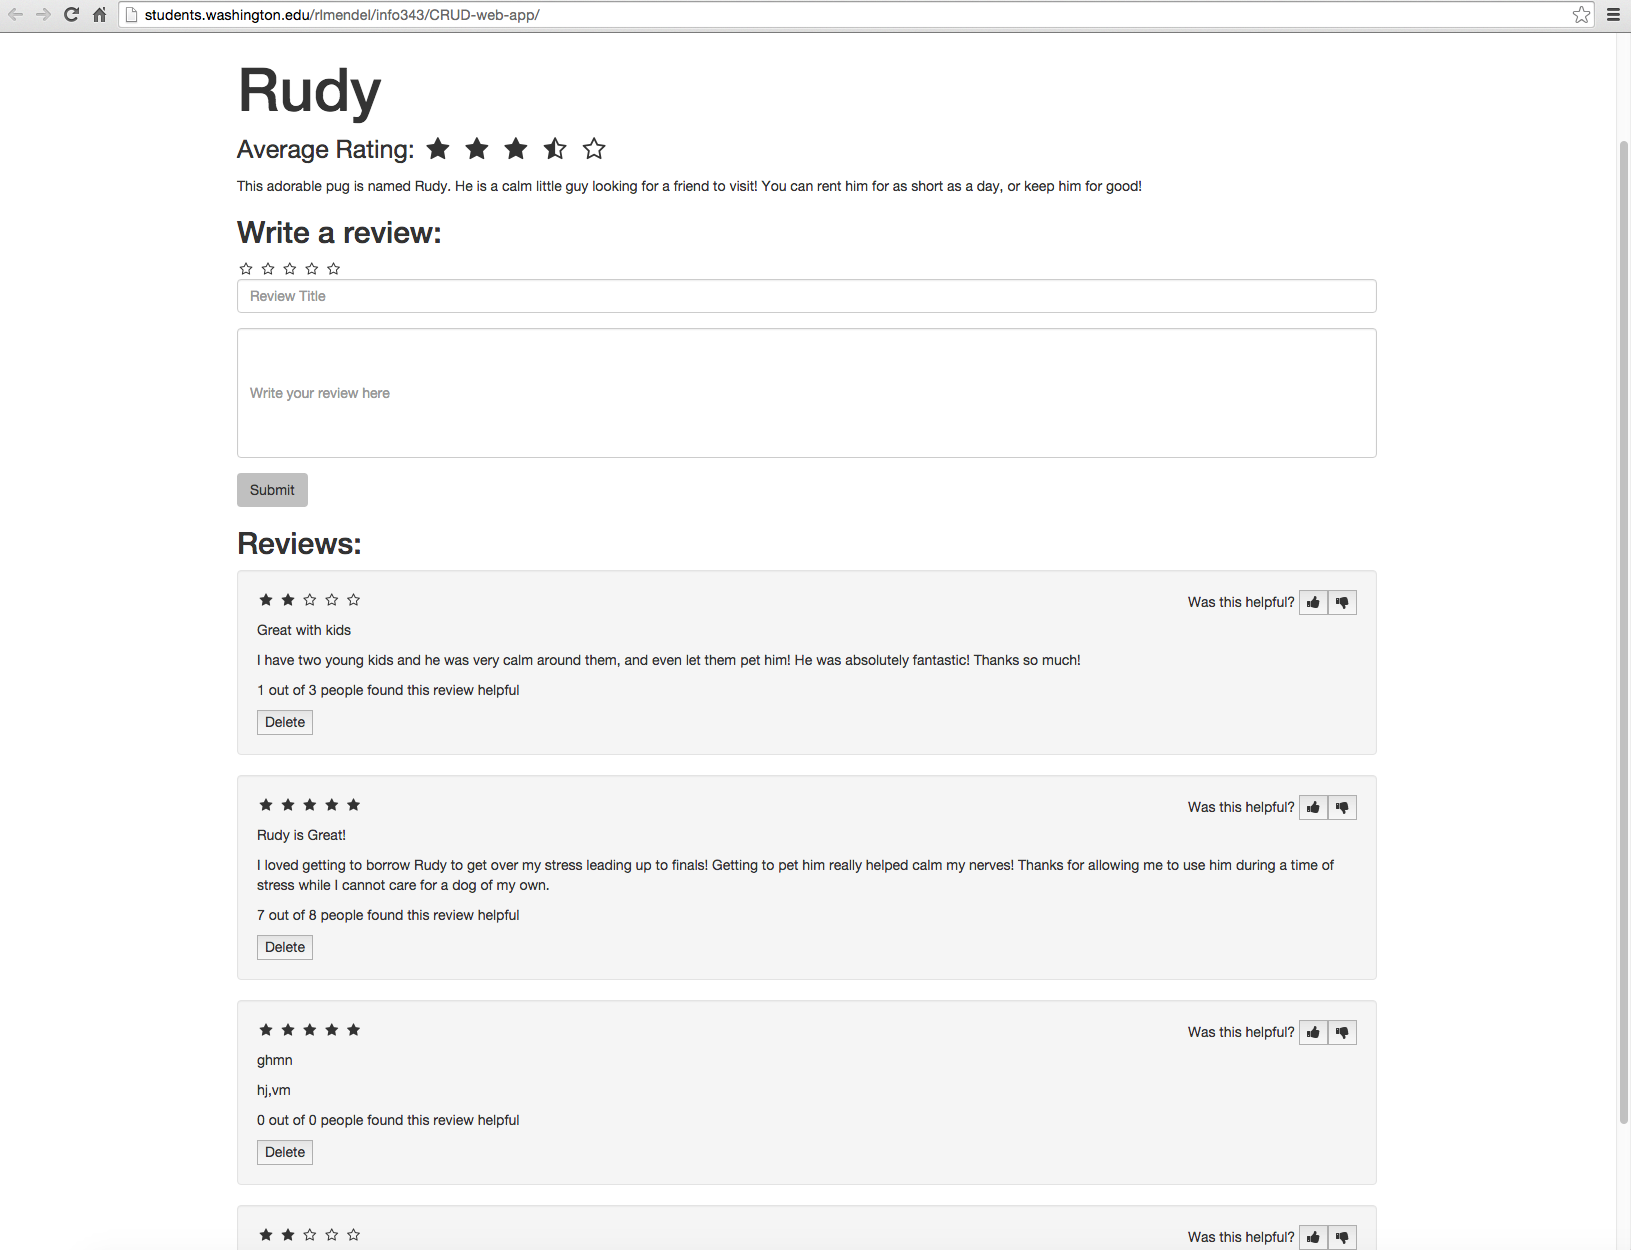 students.washington.edu/rlmendel/info343/CRUD-web-app/
Rudy
Average Rating:
This adorable pug is named Rudy. He is a calm little guy looking for a friend to visit! You can rent him for as short as a day, or keep him for good!
Write a review:
Review Title
Write your review here
Submit
Reviews:
Was this helpful?
Great with kids
I have two young kids and he was very calm around them, and even let them pet him! He was absolutely fantastic! Thanks so much!
1 out of 3 people found this review helpful
Delete
Was this helpful?
Rudy is Great!
I loved getting to borrow Rudy to get over my stress leading up to finals! Getting to pet him really helped calm my nerves! Thanks for allowing me to use him during a time of
stress while I cannot care for a dog of my own.
7 out of 8 people found this review helpful
Delete
Was this helpful?
ghmn
hj,vm
0 out of 0 people found this review helpful
Delete
Was this helpful?